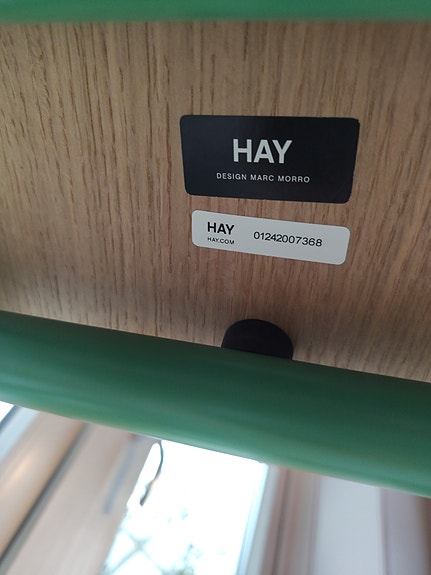 HAY
DESIGN MARC MORRO
HAY
HAY.COM
01242007368